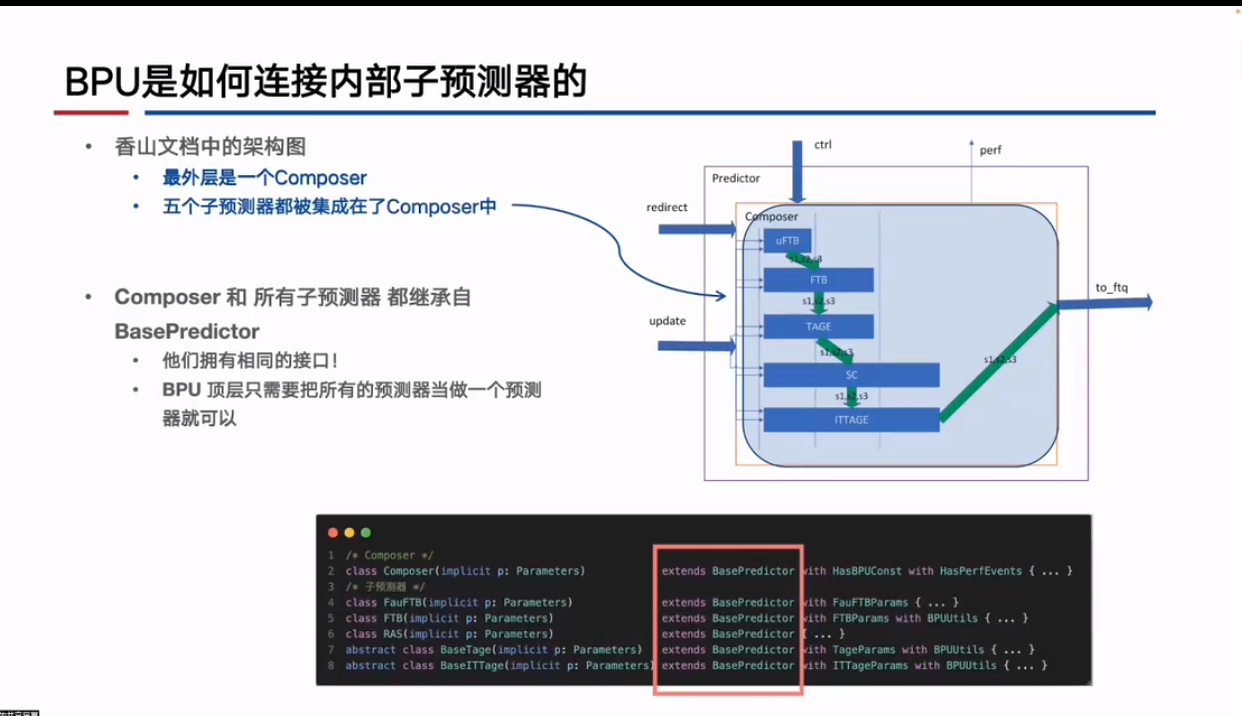 BPU是如何连接内部子预测器的
• 香山文档中的架构图
• 最外层是一个Composer
• 五个子预测器都被集成在了Composer中
• Composer 和 所有子预测器 都继承自
BasePredictor
• 他们拥有相同的接口！
• BPU 顶层只需要把所有的预测器当做一个预测
器就可以
ctrl
perf
Predictor
redirect
Composer
uFTB
s1,s2,s3
FTB
s1,s2,s3
to_ftq
update
TAGE
s1,s2,s3
s1,s2,s3
SC
s1,s2,s3
ITTAGE
1 /* Composer */
2 class Composer(implicit p: Parameters) extends BasePredictor with HasBPUConst with HasPerfEvents { ... }
3 /* 子预测器 */
4 class FauFTB(implicit p: Parameters) extends BasePredictor with FauFTBParams { ... }
5 class FTB(implicit p: Parameters) extends BasePredictor with FTBParams with BPUUtils { ... }
6 class RAS(implicit p: Parameters) extends BasePredictor { ... }
7 abstract class BaseTage(implicit p: Parameters) extends BasePredictor with TageParams with BPUUtils { ... }
8 abstract class BaseITTage(implicit p: Parameters) extends BasePredictor with ITTageParams with BPUUtils { ... }